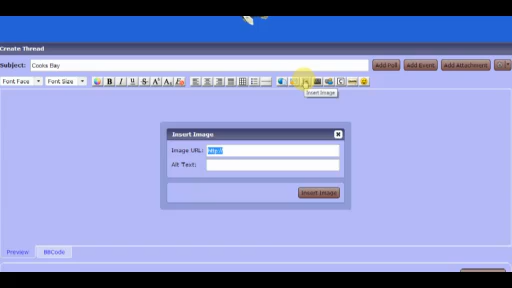 Create Thread
Subject: Cooks Bay
Add Poll Add Event Add Attachment
Font Face Font Size B I U S A A
Insert Image
Insert Image
Image URL: http://
Alt Text:
Insert Image
Preview BBCode